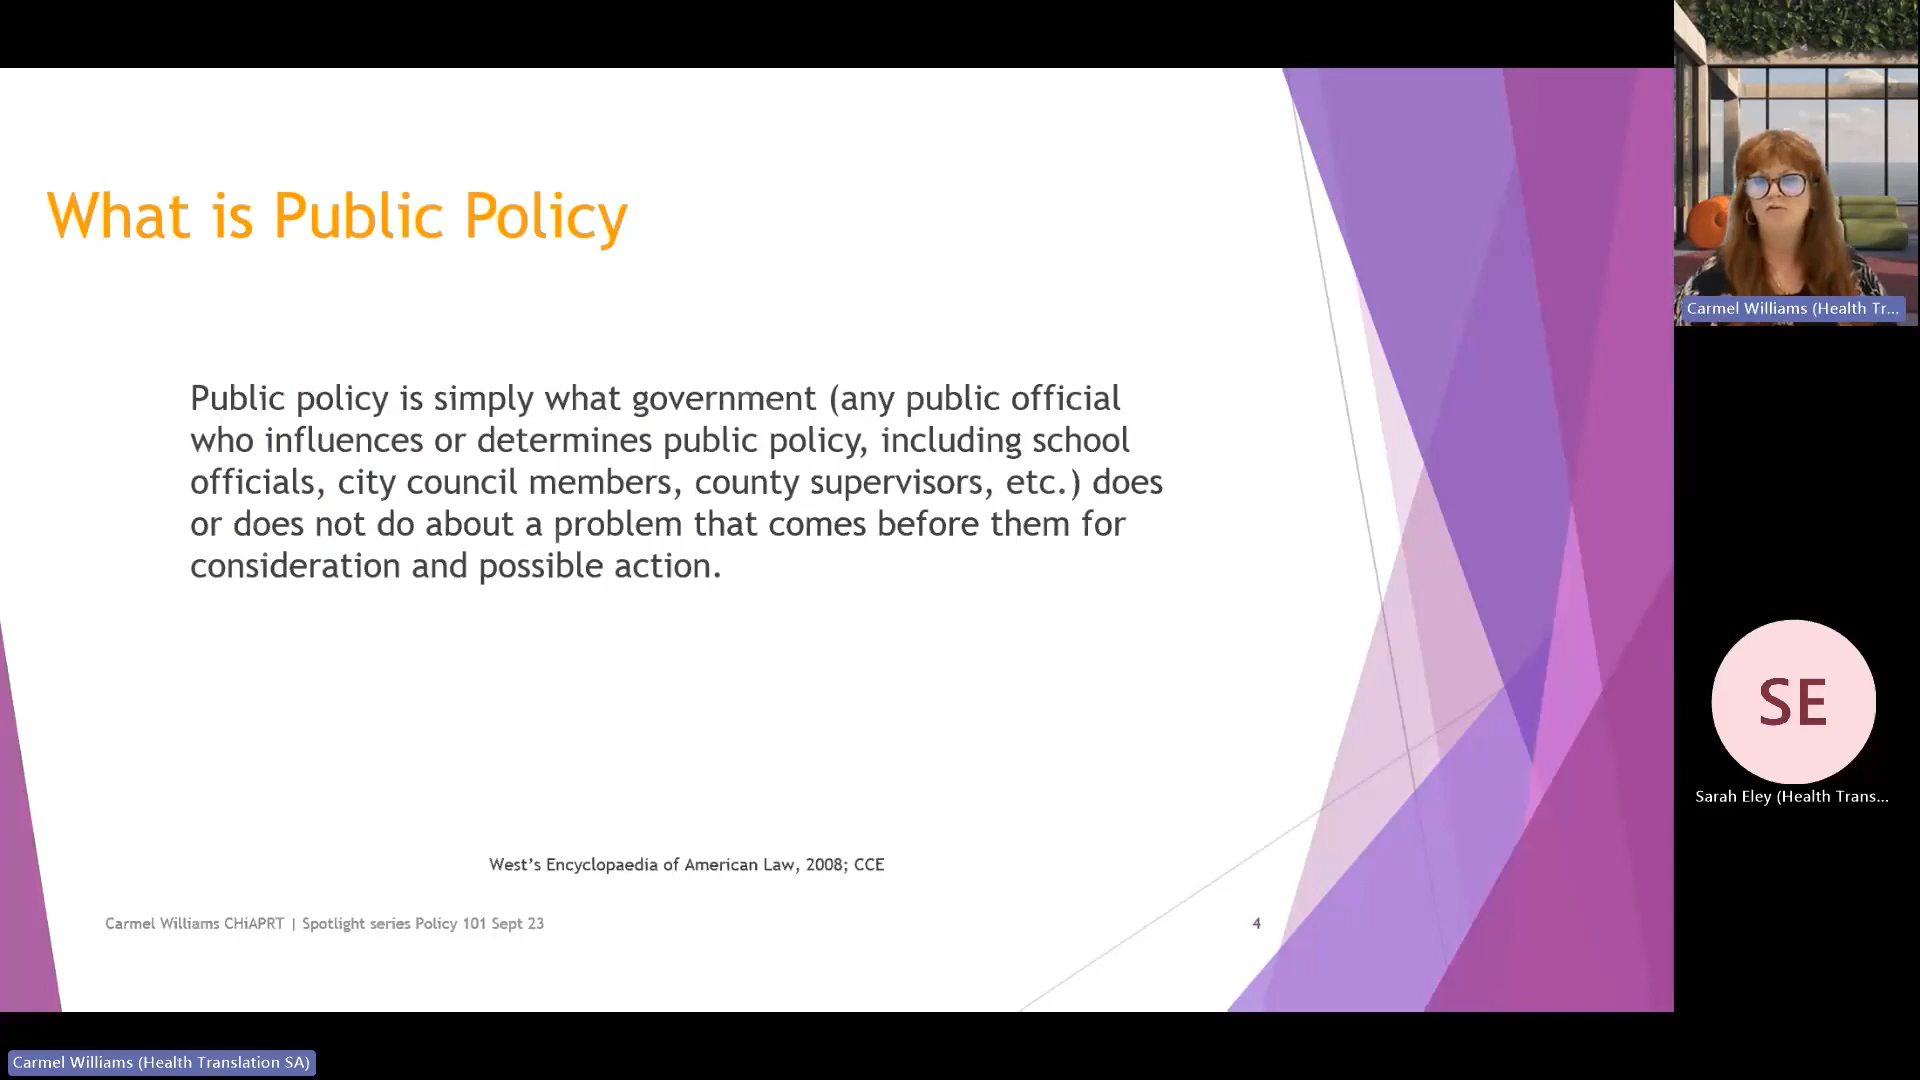 What is Public Policy
Public policy is simply what government (any public official
who influences or determines public policy, including school
officials, city council members, county supervisors, etc.) does
or does not do about a problem that comes before them for
consideration and possible action.
West’s Encyclopaedia of American Law, 2008; CCE
Carmel Williams CHiAPRT | Spotlight series Policy 101 Sept 23
4
Carmel Williams (Health Tr...
SE
Sarah Eley (Health Trans...
Carmel Williams (Health Translation SA)